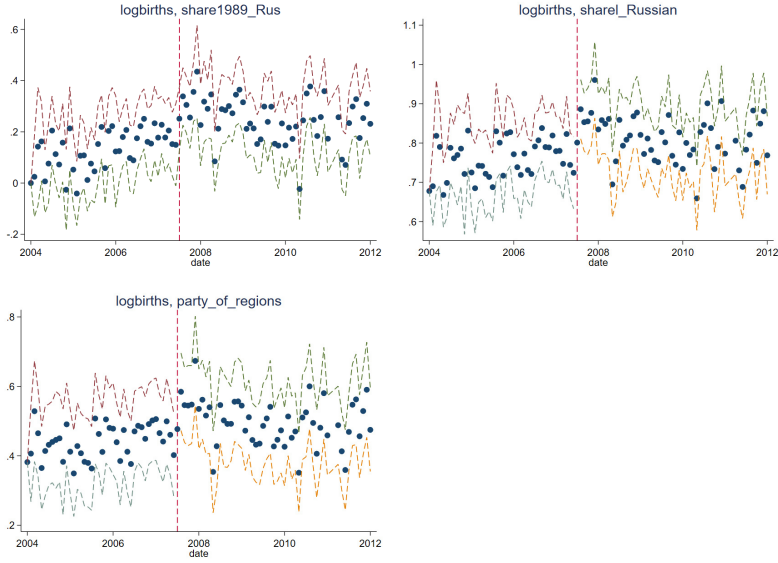 logbirths, share1989_Rus
.6
.4
.2
0
-.2
2004 2006 2008 2010 2012
date
logbirths, sharel_Russian
1.1
1
.9
.8
.7
.6
2004 2006 2008 2010 2012
date
logbirths, party_of_regions
.8
.6
.4
.2
2004 2006 2008 2010 2012
date